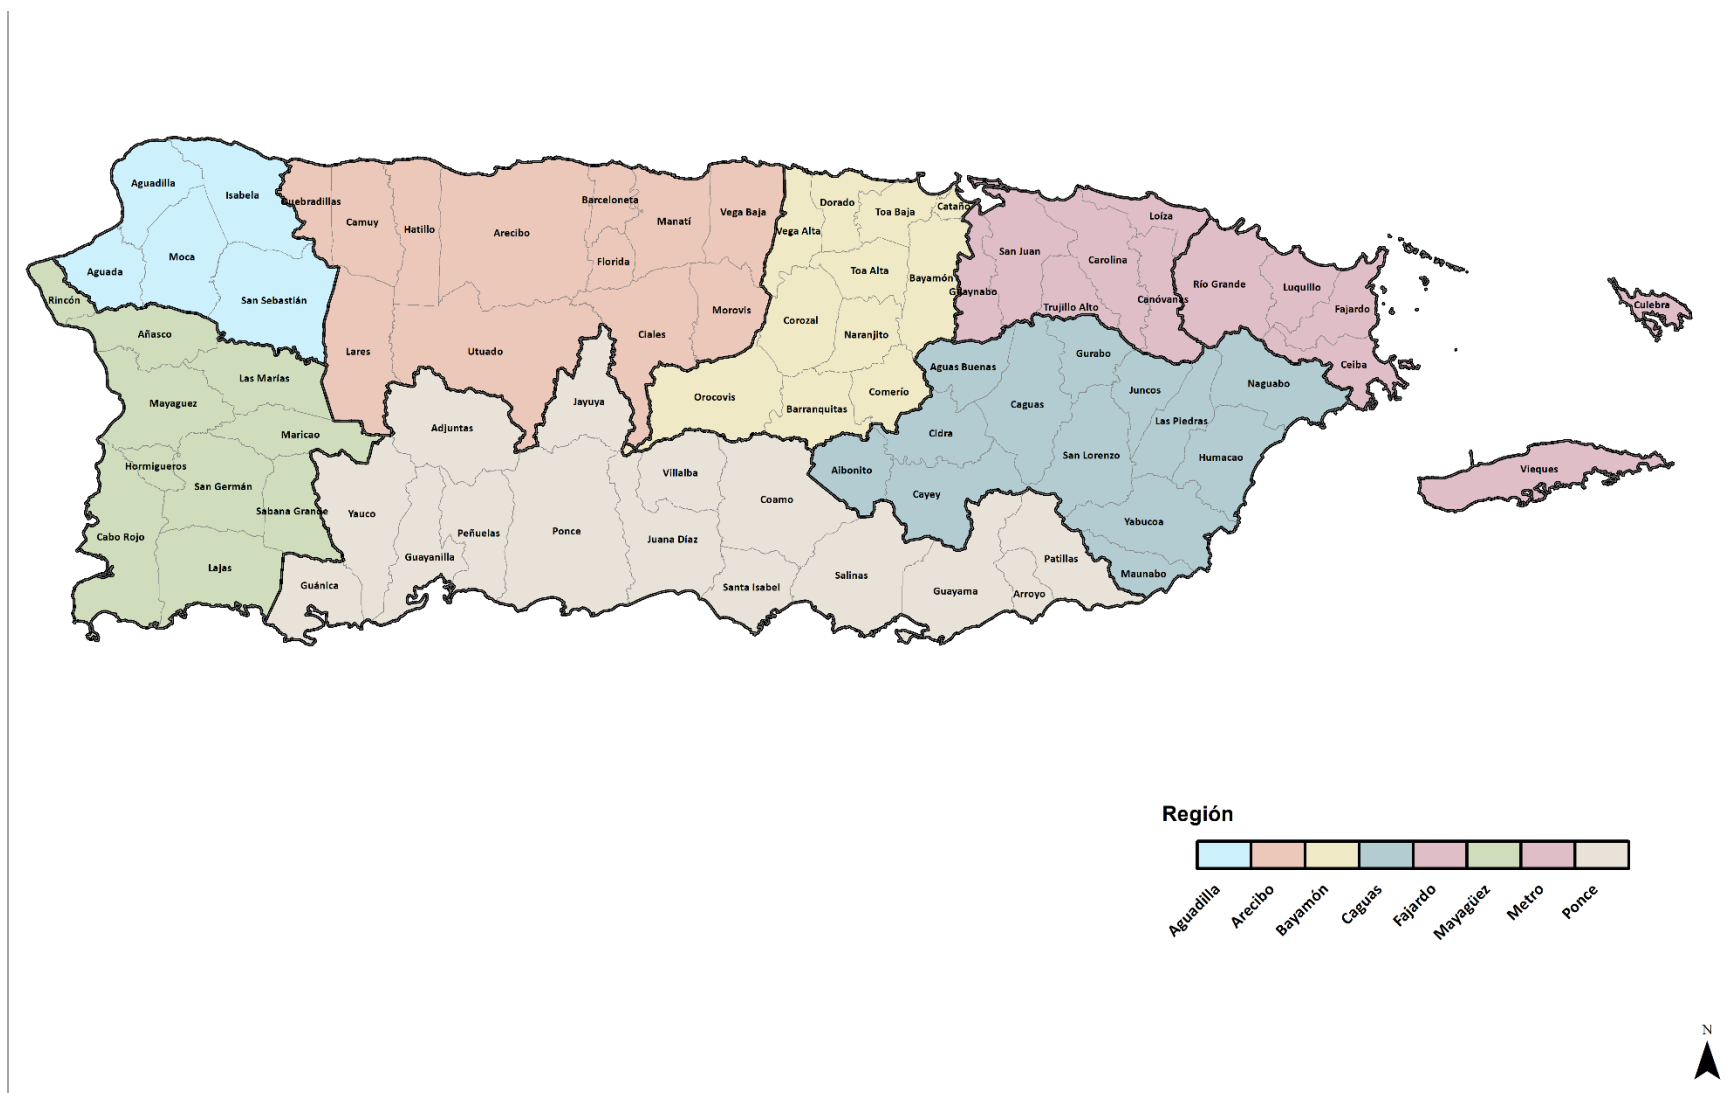 Aguadilla
Isabela
Quebradillas
Camuy
Hatillo
Arecibo
Barceloneta
Manatí
Vega Baja
Dorado
Toa Baja
Cataño
Vega Alta
Loíza
San Juan
Carolina
Moca
Aguada
San Sebastián
Florida
Toa Alta
Bayamón
Guaynabo
Trujillo Alto
Canóvanas
Río Grande
Luquillo
Fajardo
Culebra
Rincón
Añasco
Lares
Utuado
Ciales
Morovis
Corozal
Naranjito
Aguas Buenas
Gurabo
Ceiba
Las Marías
Mayaguez
Maricao
Adjuntas
Jayuya
Orocovis
Barranquitas
Comerío
Caguas
Juncos
Naguabo
Las Piedras
Cidra
San Lorenzo
Humacao
Hormigueros
San Germán
Sabana Grande
Yauco
Villalba
Coamo
Aibonito
Cayey
Vieques
Cabo Rojo
Lajas
Guánica
Guayanilla
Peñuelas
Ponce
Juana Díaz
Santa Isabel
Salinas
Guayama
Arroyo
Patillas
Yabucoa
Maunabo
Región
Aguadilla
Arecibo
Bayamón
Caguas
Fajardo
Mayagüez
Metro
Ponce
N